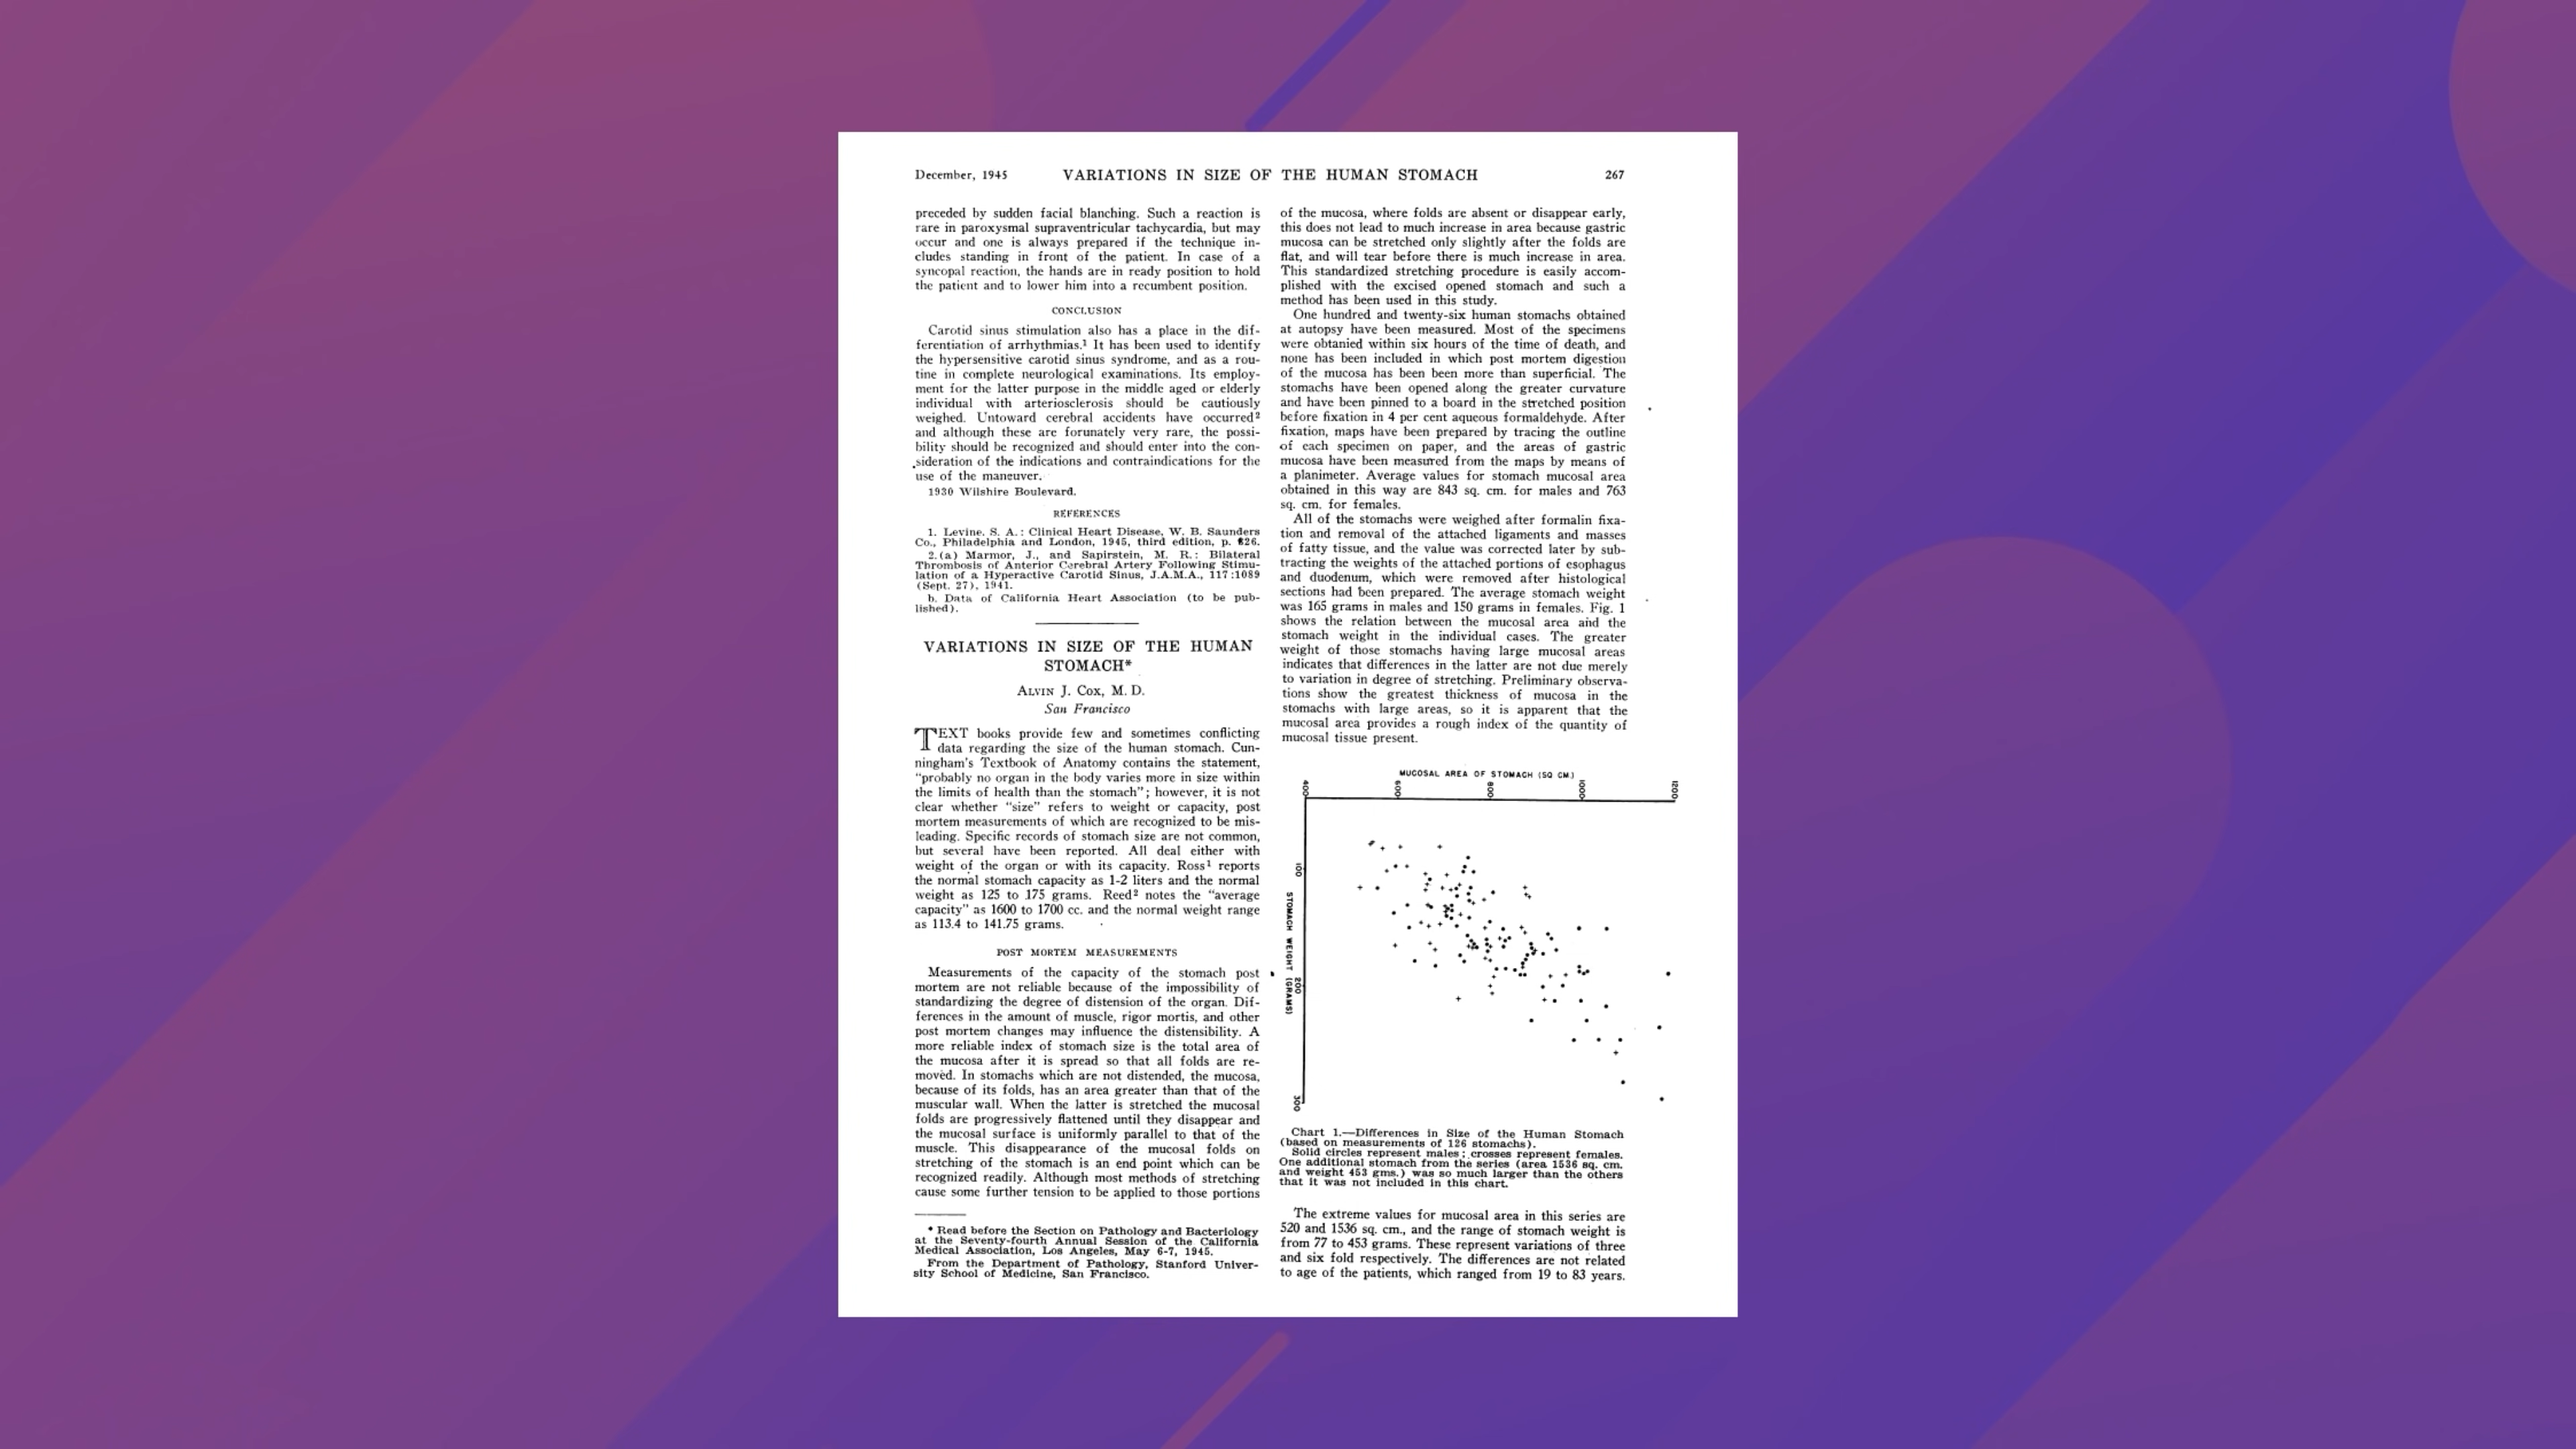 December, 1945
VARIATIONS IN SIZE OF THE HUMAN STOMACH
267
preceded by sudden facial blanching. Such a reaction is
rare in paroxysmal supraventricular tachycardia, but may
occur and one is always prepared if the technique in-
cludes standing in front of the patient. In case of a
syncopal reaction, the hands are in ready position to hold
the patient and to lower him into a recumbent position.
CONCLUSION
Carotid sinus stimulation also has a place in the dif-
ferentiation of arrhythmias.¹ It has been used to identify
the hypersensitive carotid sinus syndrome, and as a rou-
tine in complete neurological examinations. Its employ-
ment for the latter purpose in the middle aged or elderly
individual with arteriosclerosis should be cautiously
weighed. Untoward cerebral accidents have occurred²
and although these are forunately very rare, the possi-
bility should be recognized and should enter into the con-
sideration of the indications and contraindications for the
use of the maneuver.
1930 Wilshire Boulevard.
REFERENCES
1. Levine, S. A.: Clinical Heart Disease, W. B. Saunders
Co., Philadelphia and London, 1945, third edition, p. 826.
2.(a) Marmor, J., and Sapirstein, M. R.: Bilateral
Thrombosis of Anterior Cerebral Artery Following Stimu-
lation of a Hyperactive Carotid Sinus, J.A.M.A., 117:1089
(Sept. 27), 1941.
b. Data of California Heart Association (to be pub-
lished).
VARIATIONS IN SIZE OF THE HUMAN
STOMACH*
ALVIN J. COX, M. D.
San Francisco
TEXT books provide few and sometimes conflicting
data regarding the size of the human stomach. Cun-
ningham's Textbook of Anatomy contains the statement,
"probably no organ in the body varies more in size within
the limits of health than the stomach"; however, it is not
clear whether "size" refers to weight or capacity, post
mortem measurements of which are recognized to be mis-
leading. Specific records of stomach size are not common,
but several have been reported. All deal either with
weight of the organ or with its capacity. Ross¹ reports
the normal stomach capacity as 1-2 liters and the normal
weight as 125 to 175 grams. Reed² notes the "average
capacity" as 1600 to 1700 cc. and the normal weight range
as 113.4 to 141.75 grams.
POST MORTEM MEASUREMENTS
Measurements of the capacity of the stomach post
mortem are not reliable because of the impossibility of
standardizing the degree of distension of the organ. Dif-
ferences in the amount of muscle, rigor mortis, and other
post mortem changes may influence the distensibility. A
more reliable index of stomach size is the total area of
the mucosa after it is spread so that all folds are re-
moved. In stomachs which are not distended, the mucosa,
because of its folds, has an area greater than that of the
muscular wall. When the latter is stretched the mucosal
folds are progressively flattened until they disappear and
the mucosal surface is uniformly parallel to that of the
muscle. This disappearance of the mucosal folds on
stretching of the stomach is an end point which can be
recognized readily. Although most methods of stretching
cause some further tension to be applied to those portions
* Read before the Section on Pathology and Bacteriology
at the Seventy-fourth Annual Session of the California
Medical Association, Los Angeles, May 6-7, 1945.
From the Department of Pathology, Stanford Univer-
sity School of Medicine, San Francisco.
of the mucosa, where folds are absent or disappear early,
this does not lead to much increase in area because gastric
mucosa can be stretched only slightly after the folds are
flat, and will tear before there is much increase in area.
This standardized stretching procedure is easily accom-
plished with the excised opened stomach and such a
method has been used in this study.
One hundred and twenty-six human stomachs obtained
at autopsy have been measured. Most of the specimens
were obtanied within six hours of the time of death, and
none has been included in which post mortem digestion
of the mucosa has been been more than superficial. The
stomachs have been opened along the greater curvature
and have been pinned to a board in the stretched position
before fixation in 4 per cent aqueous formaldehyde. After
fixation, maps have been prepared by tracing the outline
of each specimen on paper, and the areas of gastric
mucosa have been measured from the maps by means of
a planimeter. Average values for stomach mucosal area
obtained in this way are 843 sq. cm. for males and 763
sq. cm. for females.
All of the stomachs were weighed after formalin fixa-
tion and removal of the attached ligaments and masses
of fatty tissue, and the value was corrected later by sub-
tracting the weights of the attached portions of esophagus
and duodenum, which were removed after histological
sections had been prepared. The average stomach weight
was 165 grams in males and 150 grams in females. Fig. 1
shows the relation between the mucosal area and the
stomach weight in the individual cases. The greater
weight of those stomachs having large mucosal areas
indicates that differences in the latter are not due merely
to variation in degree of stretching. Preliminary observa-
tions show the greatest thickness of mucosa in the
stomachs with large areas, so it is apparent that the
mucosal area provides a rough index of the quantity of
mucosal tissue present.
MUCOSAL AREA OF STOMACH (SQ CM.)
400 600 800 1000 1200
100
200
300
STOMACH WEIGHT (GRAMS)
Chart 1.—Differences in Size of the Human Stomach
(based on measurements of 126 stomachs).
Solid circles represent males; crosses represent females.
One additional stomach from the series (area 1536 sq. cm.
and weight 453 gms.) was so much larger than the others
that it was not included in this chart.
The extreme values for mucosal area in this series are
520 and 1536 sq. cm., and the range of stomach weight is
from 77 to 453 grams. These represent variations of three
and six fold respectively. The differences are not related
to age of the patients, which ranged from 19 to 83 years.